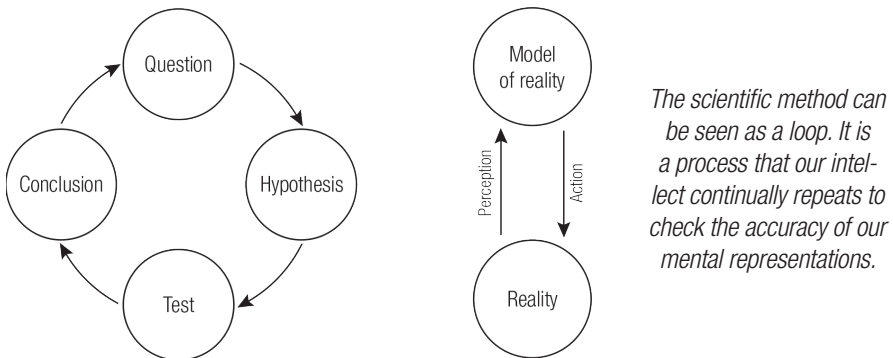 Question
Hypothesis
Test
Conclusion
Model
of reality
Perception
Action
Reality
The scientific method can
be seen as a loop. It is
a process that our intel-
lect continually repeats to
check the accuracy of our
mental representations.